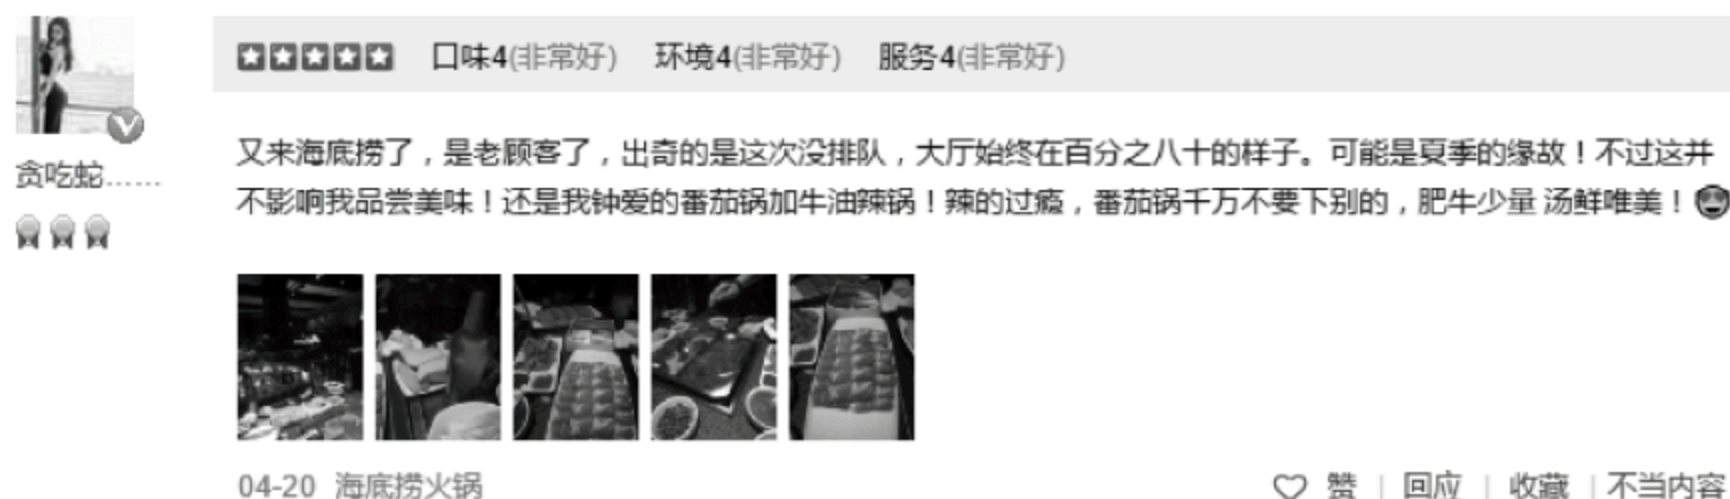 口味4(非常好) 环境4(非常好) 服务4(非常好)
贪吃蛇……
又来海底捞了，是老顾客了，出奇的是这次没排队，大厅始终在百分之八十的样子。可能是夏季的缘故！不过这并
不影响我品尝美味！还是我钟爱的番茄锅加牛油辣锅！辣的过瘾，番茄锅千万不要下别的，肥牛少量 汤鲜唯美！
04-20 海底捞火锅
赞 | 回应 | 收藏 | 不当内容